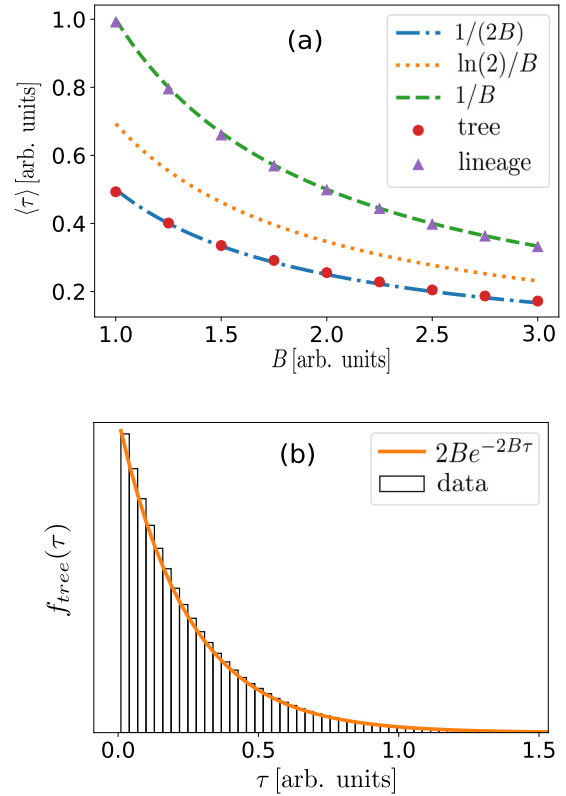 (a)
1/(2B)
ln(2)/B
1/B
tree
lineage
⟨τ⟩ [arb. units]
1.0
0.8
0.6
0.4
0.2
1.0 1.5 2.0 2.5 3.0
B [arb. units]
(b)
2Be^{−2Bτ}
data
f_{tree}(τ)
0.0 0.5 1.0 1.5
τ [arb. units]